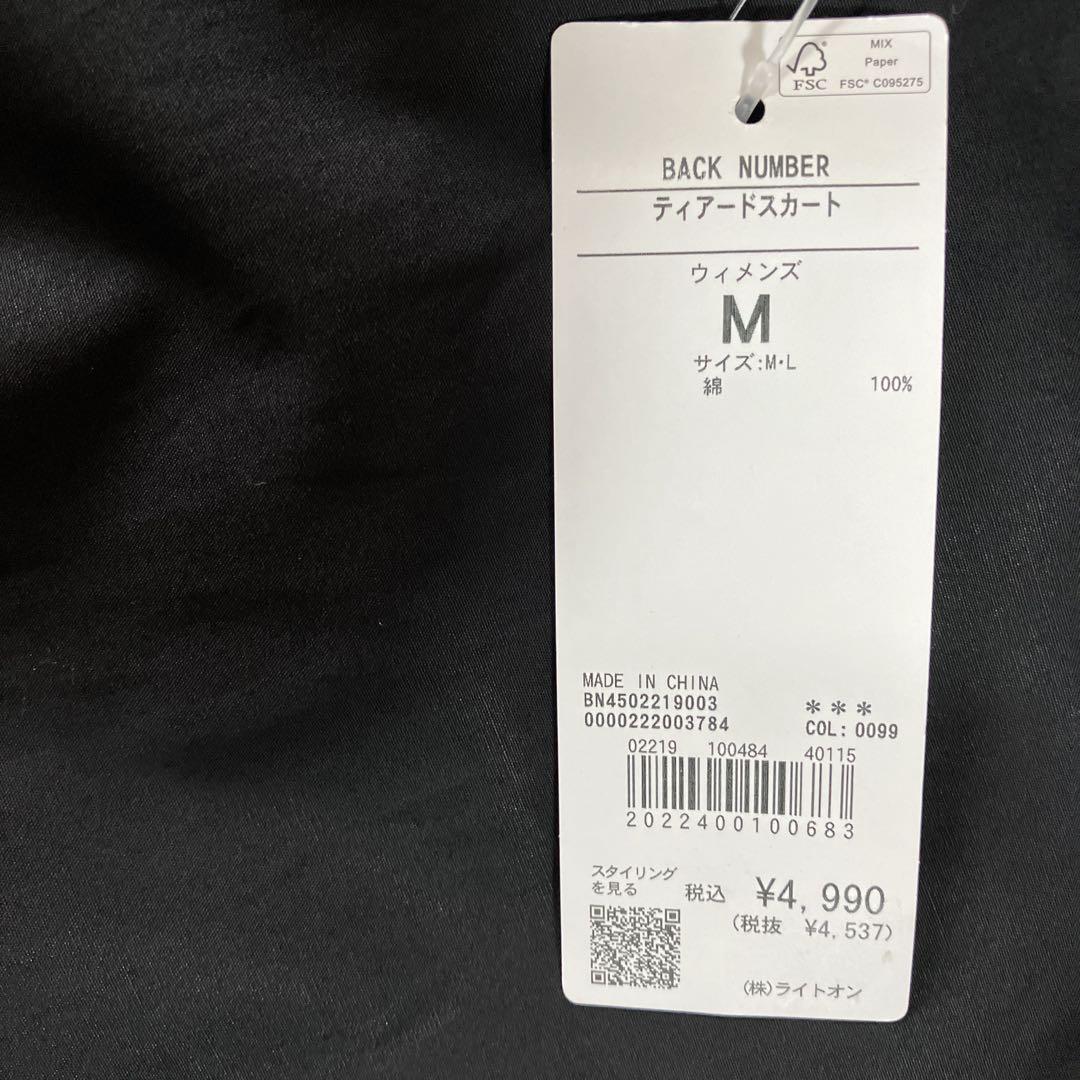 MIX
Paper
FSC
FSC® C095275
BACK NUMBER
ティアードスカート
ウィメンズ
M
サイズ:M・L
綿 100%
MADE IN CHINA
BN4502219003
0000222003784
***
COL: 0099
02219 100484 40115
2022400100683
スタイリング
を見る
税込 ¥4,990
(税抜 ¥4,537)
(株)ライトオン